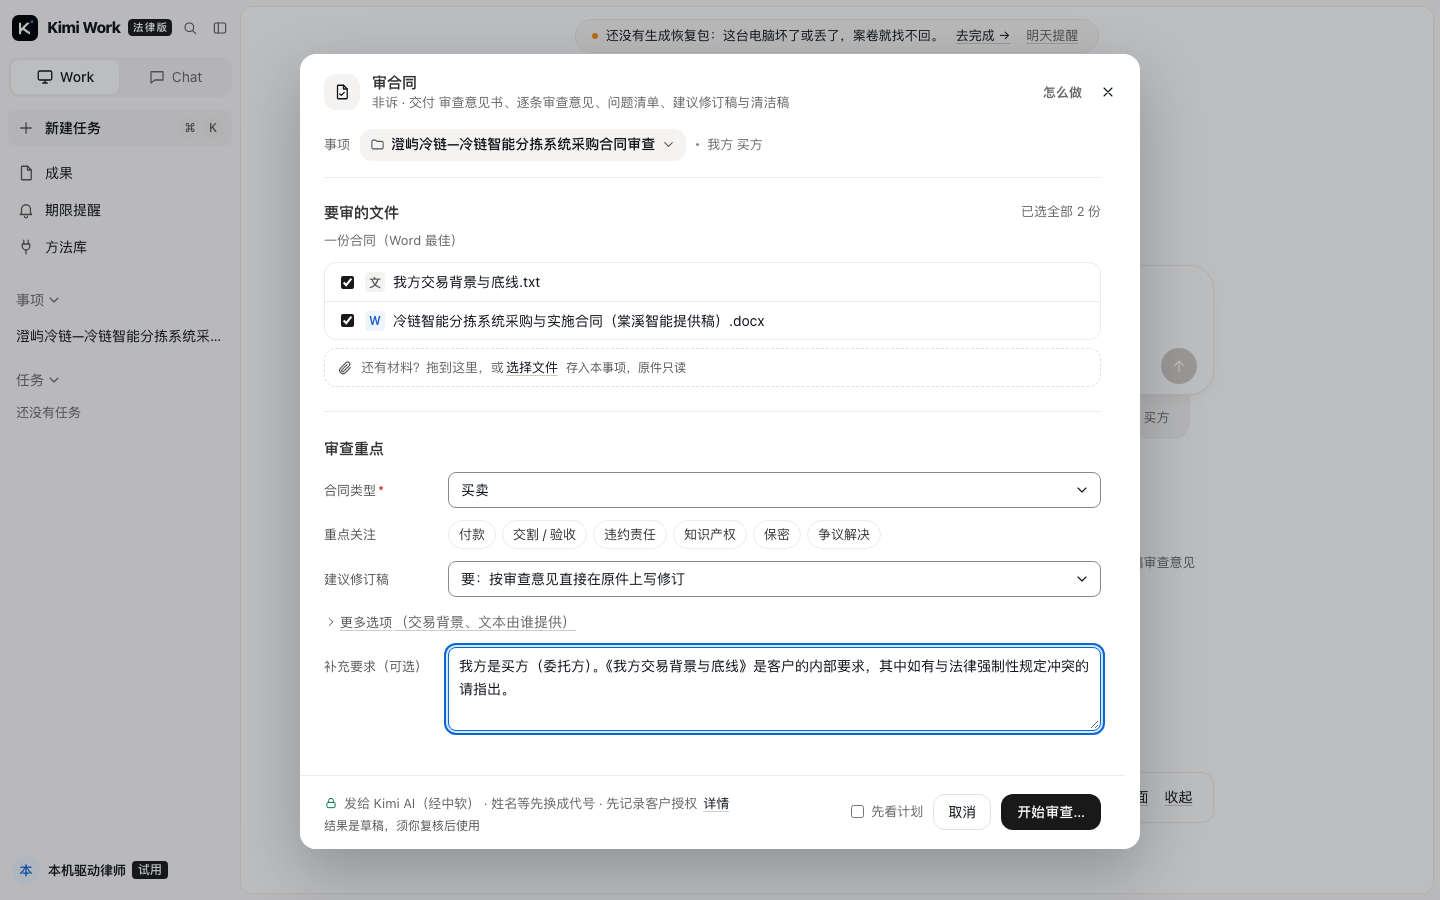 Kimi Work 法律版
Work
Chat
新建任务 ⌘ K
成果
期限提醒
方法库
事项
澄屿冷链—冷链智能分拣系统采...
任务
还没有任务
本 本机驱动律师 试用
还没有生成恢复包：这台电脑坏了或丢了，案卷就找不回。 去完成 → 明天提醒
审合同
非诉 · 交付 审查意见书、逐条审查意见、问题清单、建议修订稿与清洁稿
怎么做
事项 澄屿冷链—冷链智能分拣系统采购合同审查 • 我方 买方
要审的文件
已选全部 2 份
一份合同（Word 最佳）
文 我方交易背景与底线.txt
W 冷链智能分拣系统采购与实施合同（棠溪智能提供稿）.docx
还有材料？拖到这里，或 选择文件 存入本事项，原件只读
审查重点
合同类型* 买卖
重点关注 付款 交割 / 验收 违约责任 知识产权 保密 争议解决
建议修订稿 要：按审查意见直接在原件上写修订
更多选项（交易背景、文本由谁提供）
补充要求（可选）
我方是买方（委托方）。《我方交易背景与底线》是客户的内部要求，其中如有与法律强制性规定冲突的
请指出。
发给 Kimi AI（经中软） · 姓名等先换成代号 · 先记录客户授权 详情
结果是草稿，须你复核后使用
先看计划
取消
开始审查...
买方
审查意见
收起